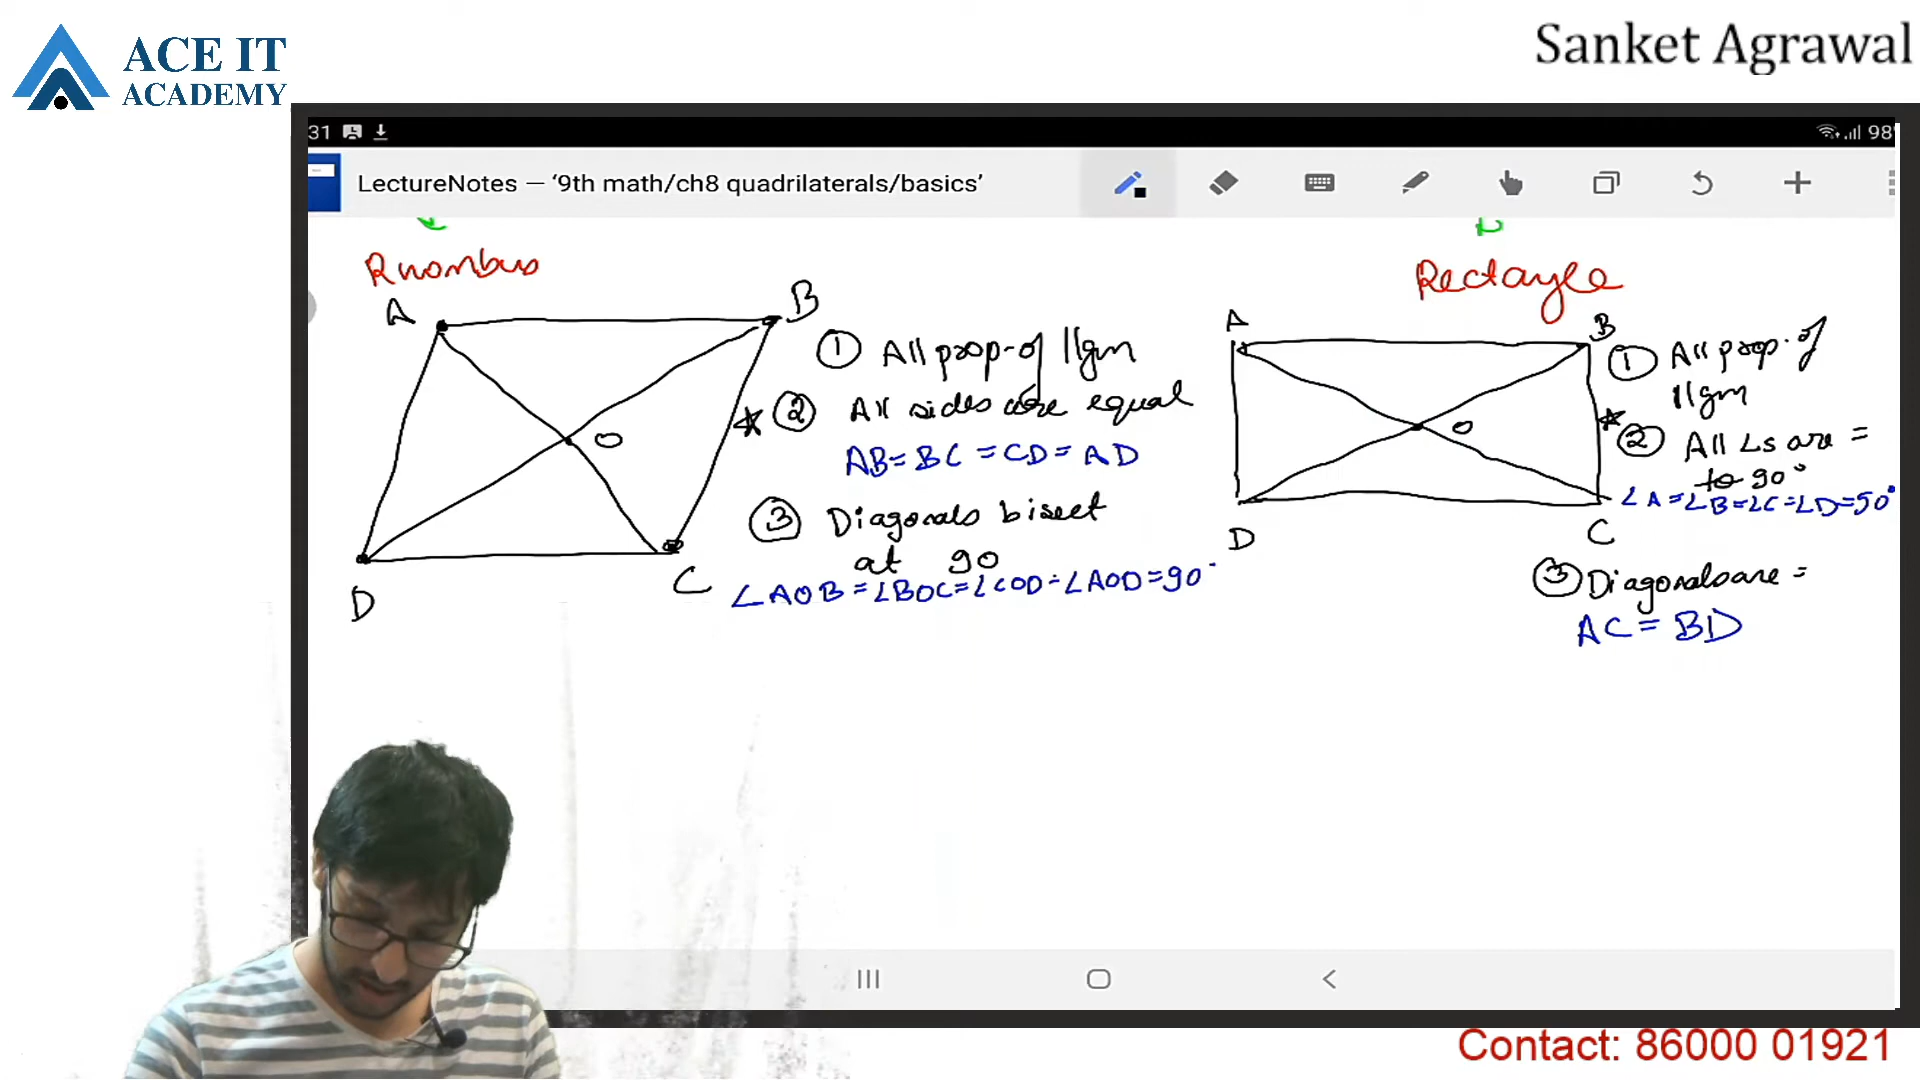 ACE IT
ACADEMY
Sanket Agrawal
31
98
LectureNotes — ‘9th math/ch8 quadrilaterals/basics’
Rhombus
A
B
O
D
C
① All prop. of ||gm
★ ② All sides are equal
AB = BC = CD = AD
③ Diagonals bisect
at 90
∠AOB = ∠BOC = ∠COD = ∠AOD = 90°
Rectangle
A
B
O
D
C
① All prop. of
||gm
★ ② All ∠s are =
to 90°
∠A = ∠B = ∠C = ∠D = 90°
③ Diagonals are =
AC = BD
Contact: 86000 01921